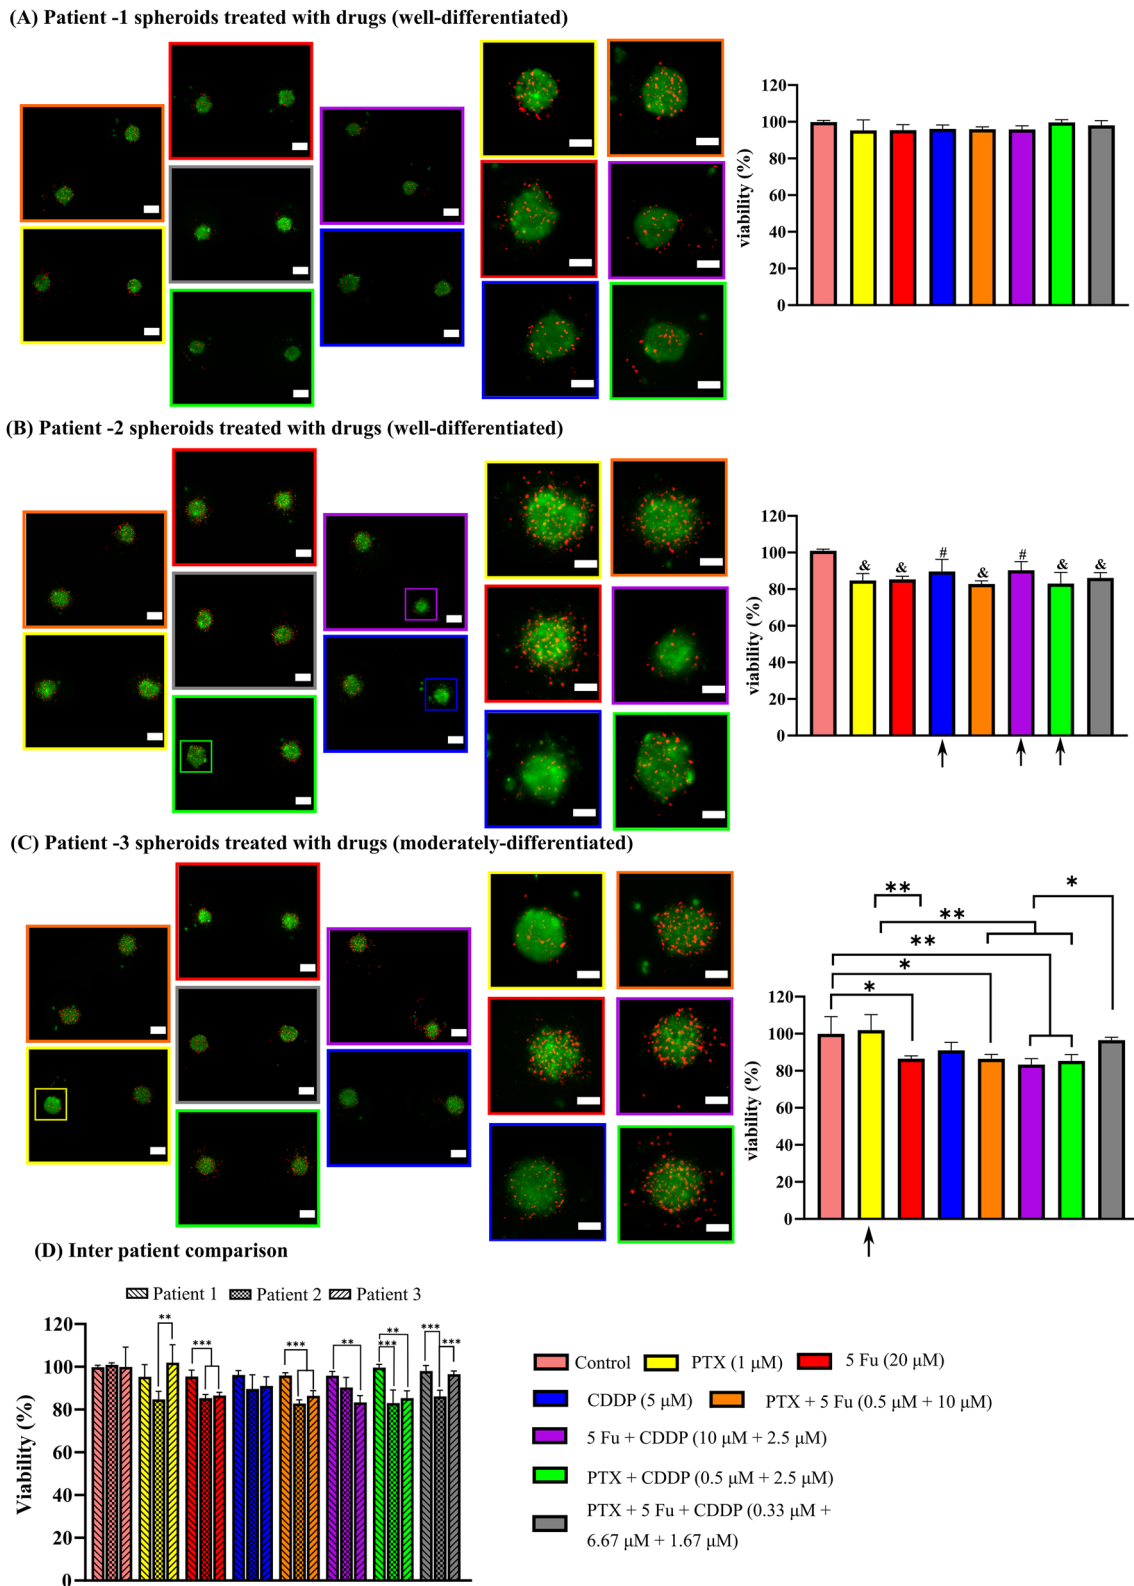 (A) Patient -1 spheroids treated with drugs (well-differentiated)
120
100
80
60
40
20
0
viability (%)
(B) Patient -2 spheroids treated with drugs (well-differentiated)
120
100
80
60
40
20
0
viability (%)
& & # & # & &
(C) Patient -3 spheroids treated with drugs (moderately-differentiated)
**
*
**
**
*
*
120
100
80
60
40
20
0
viability (%)
(D) Inter patient comparison
Patient 1 Patient 2 Patient 3
120
100
80
60
40
20
0
Viability (%)
** *** *** ** ** *** *** ***
Control PTX (1 μM) 5 Fu (20 μM)
CDDP (5 μM) PTX + 5 Fu (0.5 μM + 10 μM)
5 Fu + CDDP (10 μM + 2.5 μM)
PTX + CDDP (0.5 μM + 2.5 μM)
PTX + 5 Fu + CDDP (0.33 μM +
6.67 μM + 1.67 μM)